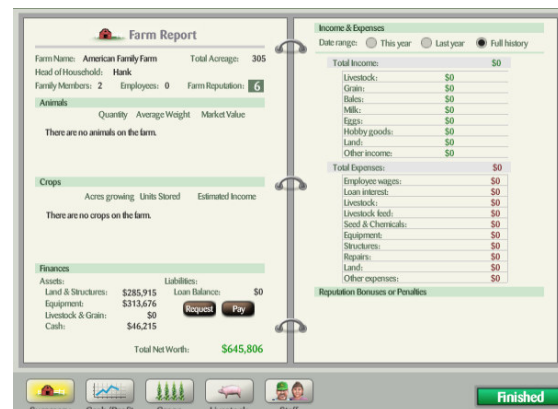 Farm Report
Farm Name: American Family Farm Total Acreage: 305
Head of Household: Hank
Family Members: 2 Employees: 0 Farm Reputation: 6
Animals
Quantity Average Weight Market Value
There are no animals on the farm.
Crops
Acres growing Units Stored Estimated Income
There are no crops on the farm.
Finances
Assets: Liabilities:
Land & Structures: $285,915 Loan Balance: $0
Equipment: $313,676
Livestock & Grain: $0
Cash: $46,215
Request Pay
Total Net Worth: $645,806
Income & Expenses
Date range: This year Last year Full history
Total Income: $0
Livestock: $0
Grain: $0
Bales: $0
Milk: $0
Eggs: $0
Hobby goods: $0
Land: $0
Other income: $0
Total Expenses: $0
Employee wages: $0
Loan interest: $0
Livestock: $0
Livestock feed: $0
Seed & Chemicals: $0
Equipment: $0
Structures: $0
Repairs: $0
Land: $0
Other expenses: $0
Reputation Bonuses or Penalties
Finished